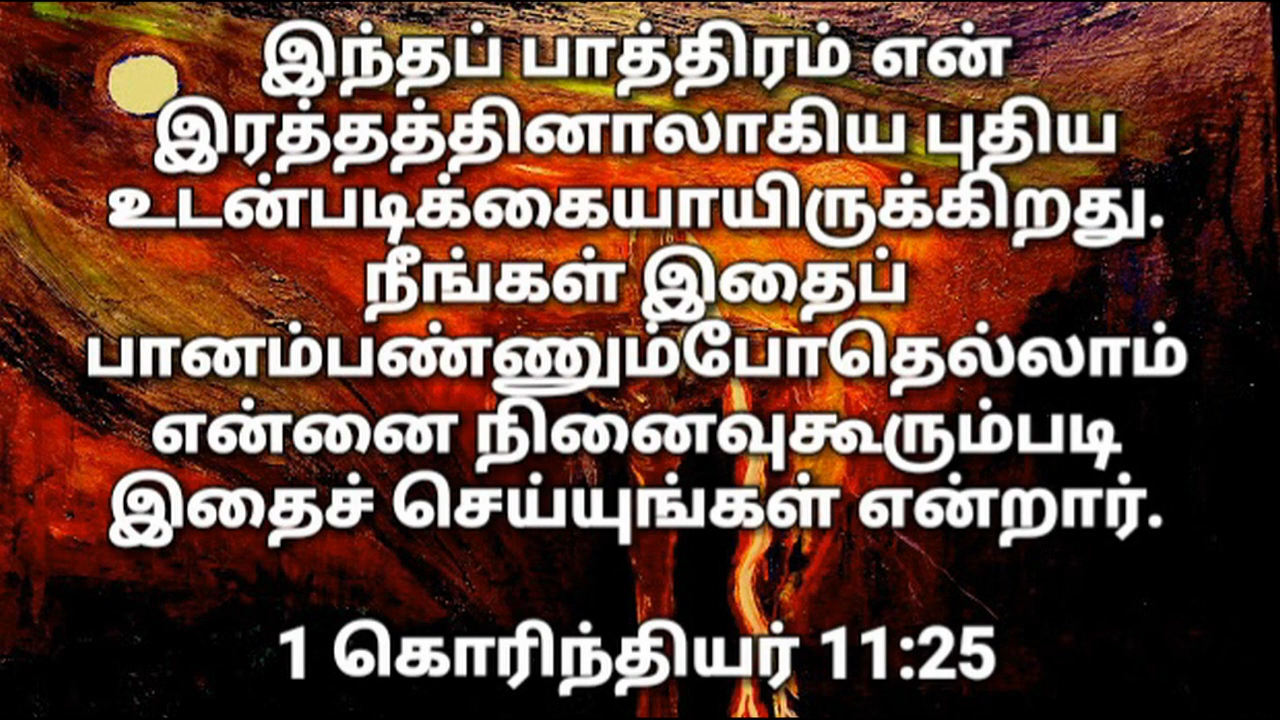 இந்தப் பாத்திரம் என்
இரத்தத்தினாலாகிய புதிய
உடன்படிக்கையாயிருக்கிறது.
நீங்கள் இதைப்
பானம்பண்ணும்போதெல்லாம்
என்னை நினைவுகூரும்படி
இதைச் செய்யுங்கள் என்றார்.
1 கொரிந்தியர் 11:25